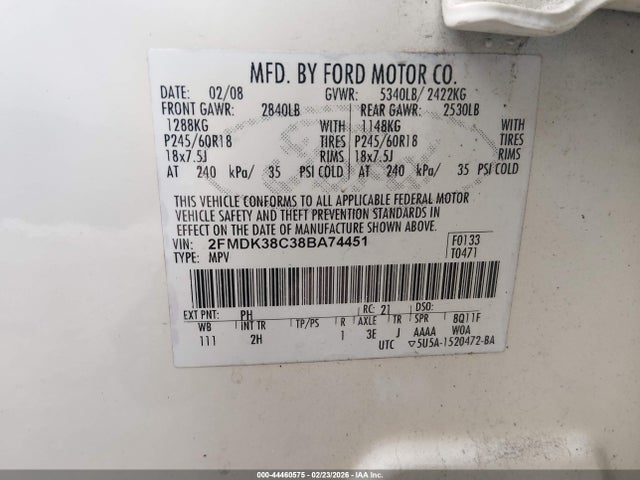 MFD. BY FORD MOTOR CO.
DATE: 02/08 GVWR: 5340LB/ 2422KG
FRONT GAWR: 2840LB REAR GAWR: 2530LB
1288KG WITH 1148KG WITH
P245/60R18 TIRES P245/60R18 TIRES
18x7.5J RIMS 18x7.5J RIMS
AT 240 kPa/ 35 PSI COLD AT 240 kPa/ 35 PSI COLD
THIS VEHICLE CONFORMS TO ALL APPLICABLE FEDERAL MOTOR
VEHICLE SAFETY AND THEFT PREVENTION STANDARDS IN
EFFECT ON THE DATE OF MANUFACTURE SHOWN ABOVE.
VIN: 2FMDK38C38BA74451 F0133
TYPE: MPV T0471
EXT PNT: PH RC: 21 DSO: 8Q11F
WB INT TR TP/PS R AXLE TR SPR W0A
111 2H 1 3E J AAAA
UTC ▽5U5A-1520472-BA
000-44460575 - 02/23/2026 - IAA, Inc.